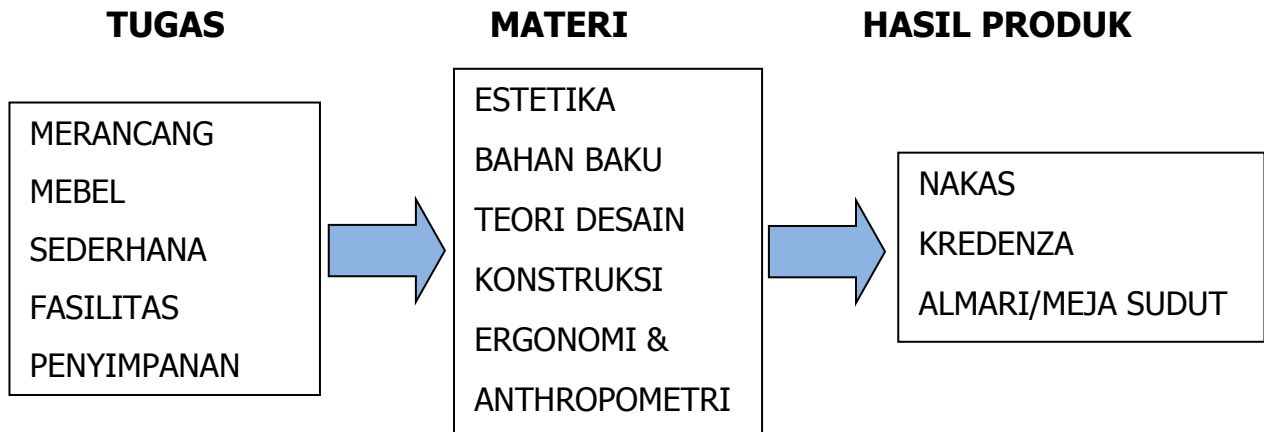 TUGAS
MATERI
HASIL PRODUK
MERANCANG
MEBEL
SEDERHANA
FASILITAS
PENYIMPANAN
ESTETIKA
BAHAN BAKU
TEORI DESAIN
KONSTRUKSI
ERGONOMI &
ANTHROPOMETRI
NAKAS
KREDENZA
ALMARI/MEJA SUDUT